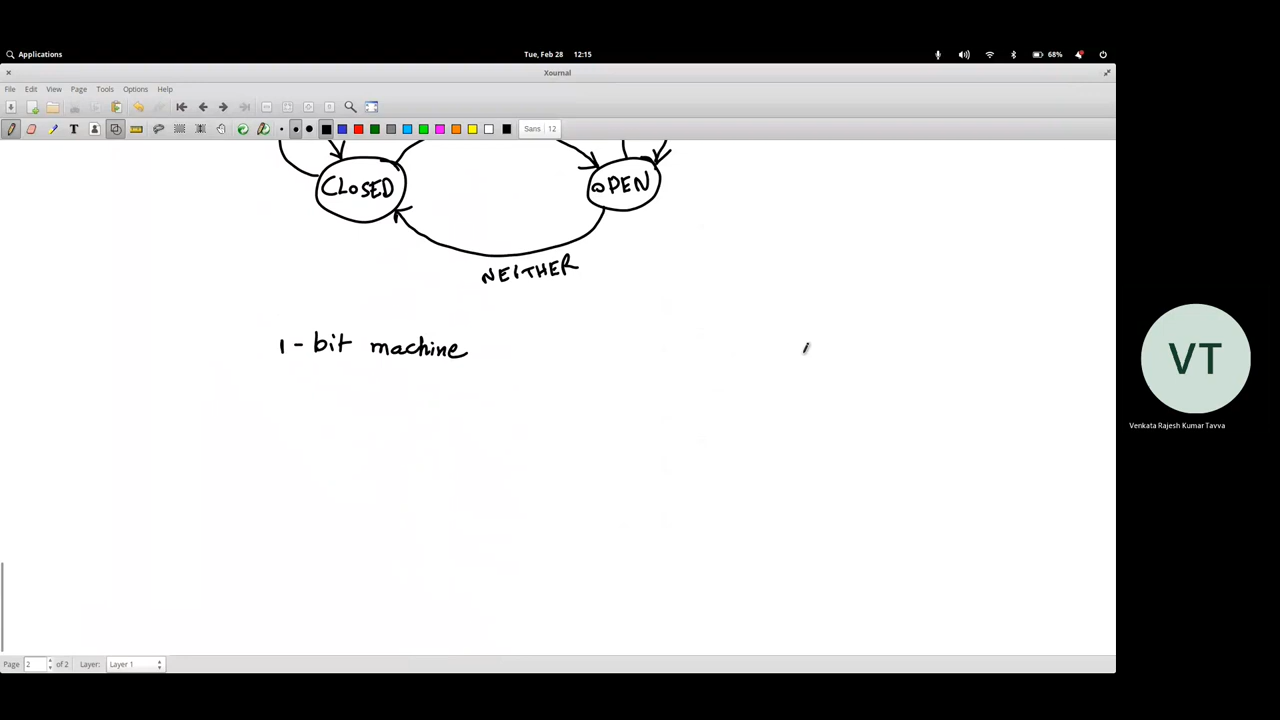 Applications
Tue, Feb 28 12:15
68%
Xournal
File Edit View Page Tools Options Help
Sans 12
CLOSED
OPEN
NEITHER
1-bit machine
VT
Venkata Rajesh Kumar Tavva
Page 2 of 2 Layer: Layer 1